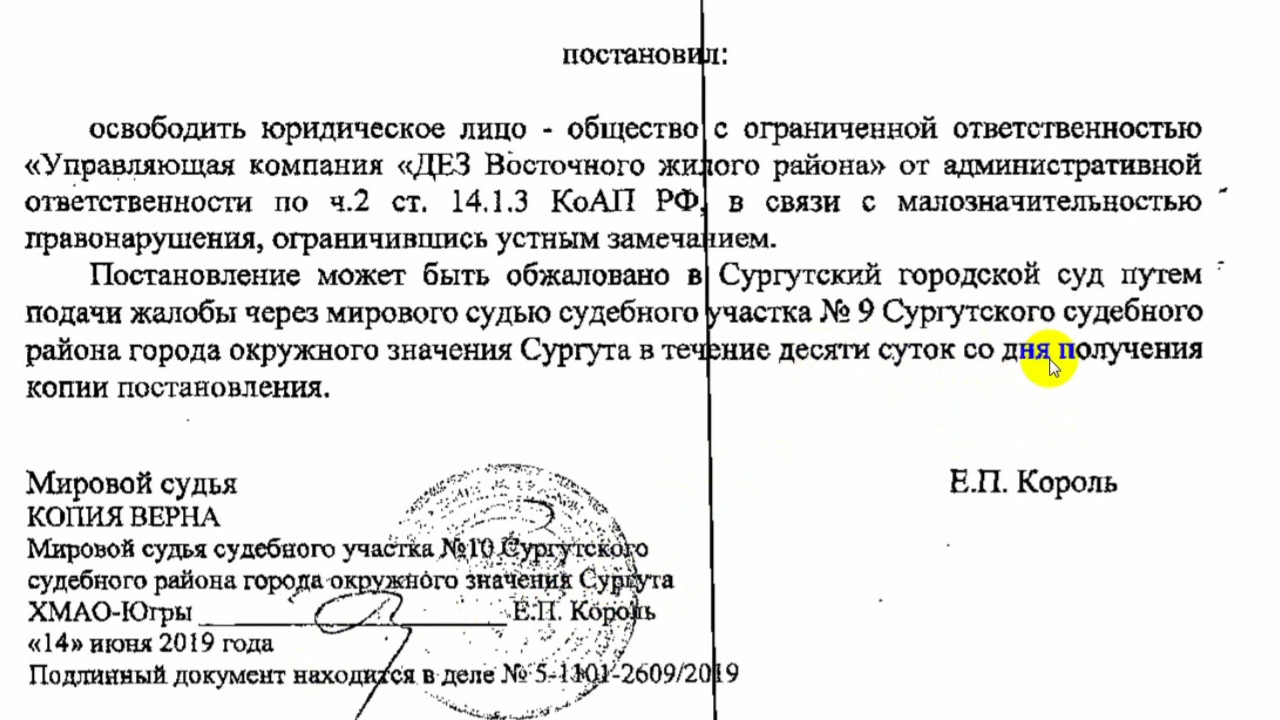 постановил:
освободить юридическое лицо - общество с ограниченной ответственностью
«Управляющая компания «ДЕЗ Восточного жилого района» от административной
ответственности по ч.2 ст. 14.1.3 КоАП РФ, в связи с малозначительностью
правонарушения, ограничившись устным замечанием.
Постановление может быть обжаловано в Сургутский городской суд путем
подачи жалобы через мирового судью судебного участка № 9 Сургутского судебного
района города окружного значения Сургута в течение десяти суток со дня получения
копии постановления.
Мировой судья Е.П. Король
КОПИЯ ВЕРНА
Мировой судья судебного участка №10 Сургутского
судебного района города окружного значения Сургута
ХМАО-Югры ____________________ Е.П. Король
«14» июня 2019 года
Подлинный документ находится в деле № 5-1101-2609/2019